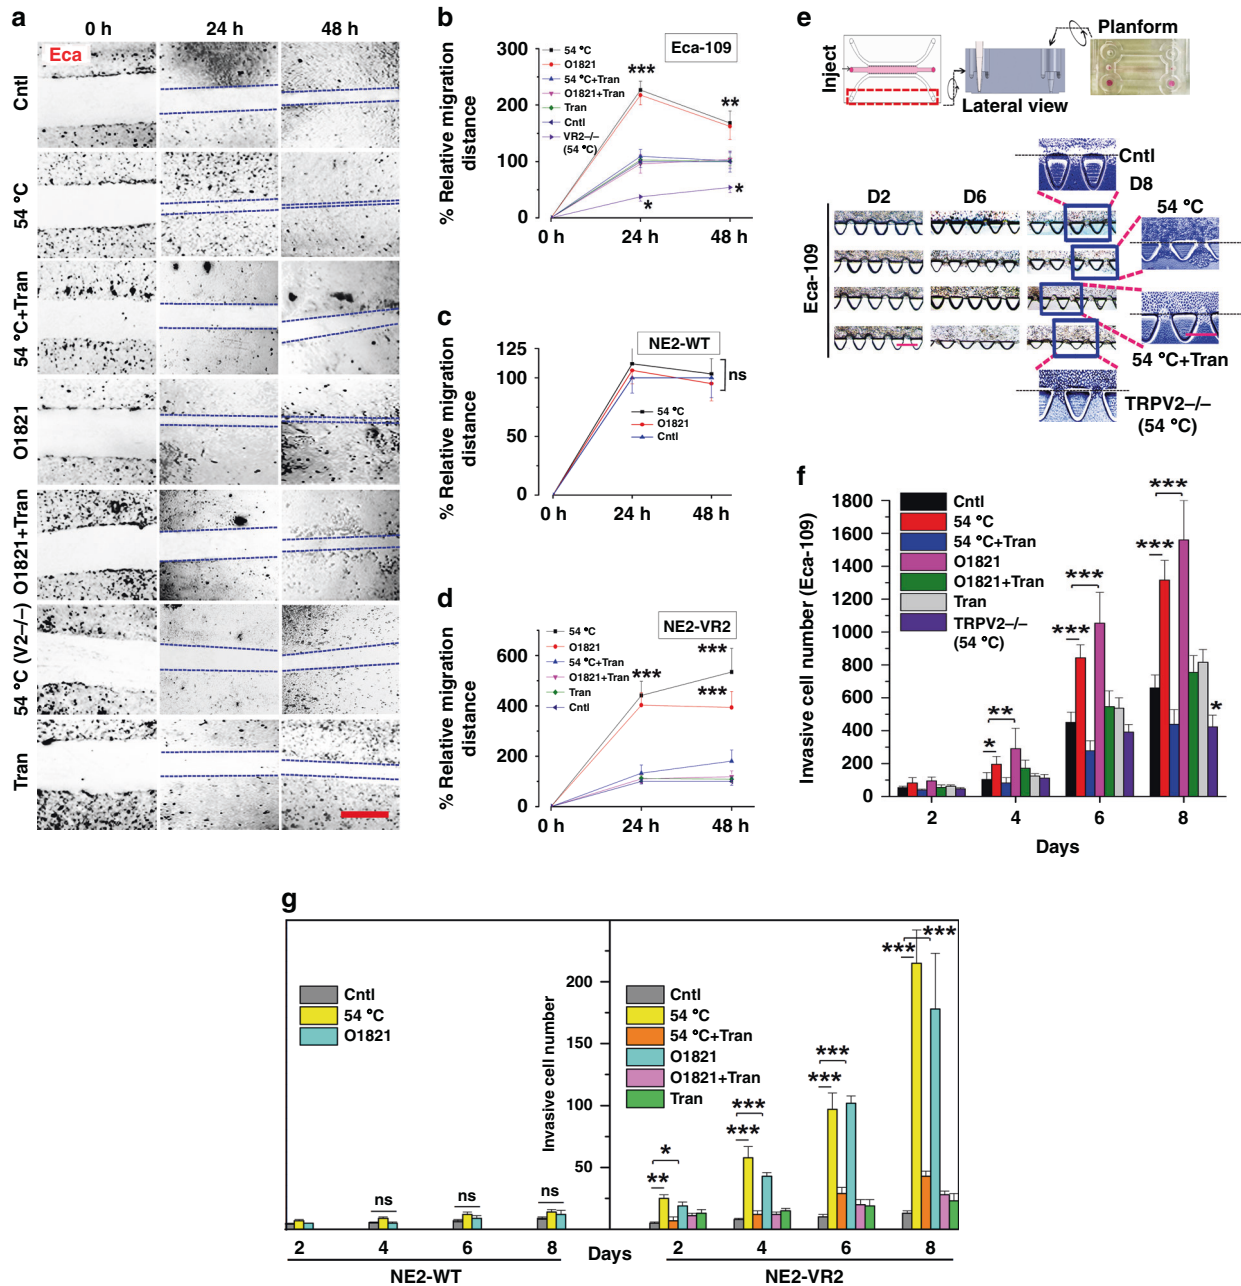 a
0 h
24 h
48 h
Eca
Cntl
54 °C
54 °C+Tran
O1821
O1821+Tran
54 °C (V2–/–)
Tran
b
Eca-109
% Relative migration
distance
300
200
100
0
54 °C
O1821
54 °C+Tran
O1821+Tran
Tran
Cntl
VR2–/–
(54 °C)
***
**
*
*
0 h
24 h
48 h
c
NE2-WT
% Relative migration
distance
125
100
75
50
25
0
54 °C
O1821
Cntl
ns
0 h
24 h
48 h
d
NE2-VR2
% Relative migration
distance
600
400
200
0
54 °C
O1821
54 °C+Tran
O1821+Tran
Tran
Cntl
***
***
***
0 h
24 h
48 h
e
Inject
Lateral view
Planform
Cntl
D2
D6
D8
54 °C
Eca-109
54 °C+Tran
TRPV2–/–
(54 °C)
f
Invasive cell number (Eca-109)
1800
1600
1400
1200
1000
800
600
400
200
0
Cntl
54 °C
54 °C+Tran
O1821
O1821+Tran
Tran
TRPV2–/–
(54 °C)
*
**
***
***
***
***
*
2
4
6
8
Days
g
Cntl
54 °C
O1821
ns
ns
ns
2
4
6
8
NE2-WT
Days
Invasive cell number
200
150
100
50
Cntl
54 °C
54 °C+Tran
O1821
O1821+Tran
Tran
**
*
***
***
***
***
***
***
2
4
6
8
NE2-VR2